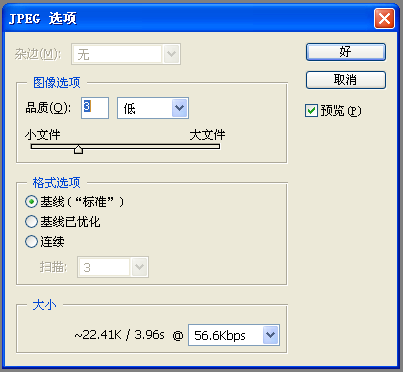 JPEG 选项
杂边(M): 无
好
图像选项
取消
品质(O): 3 低
预览(P)
小文件 大文件
格式选项
基线(“标准”)
基线已优化
连续
扫描: 3
大小
~22.41K / 3.96s @ 56.6Kbps